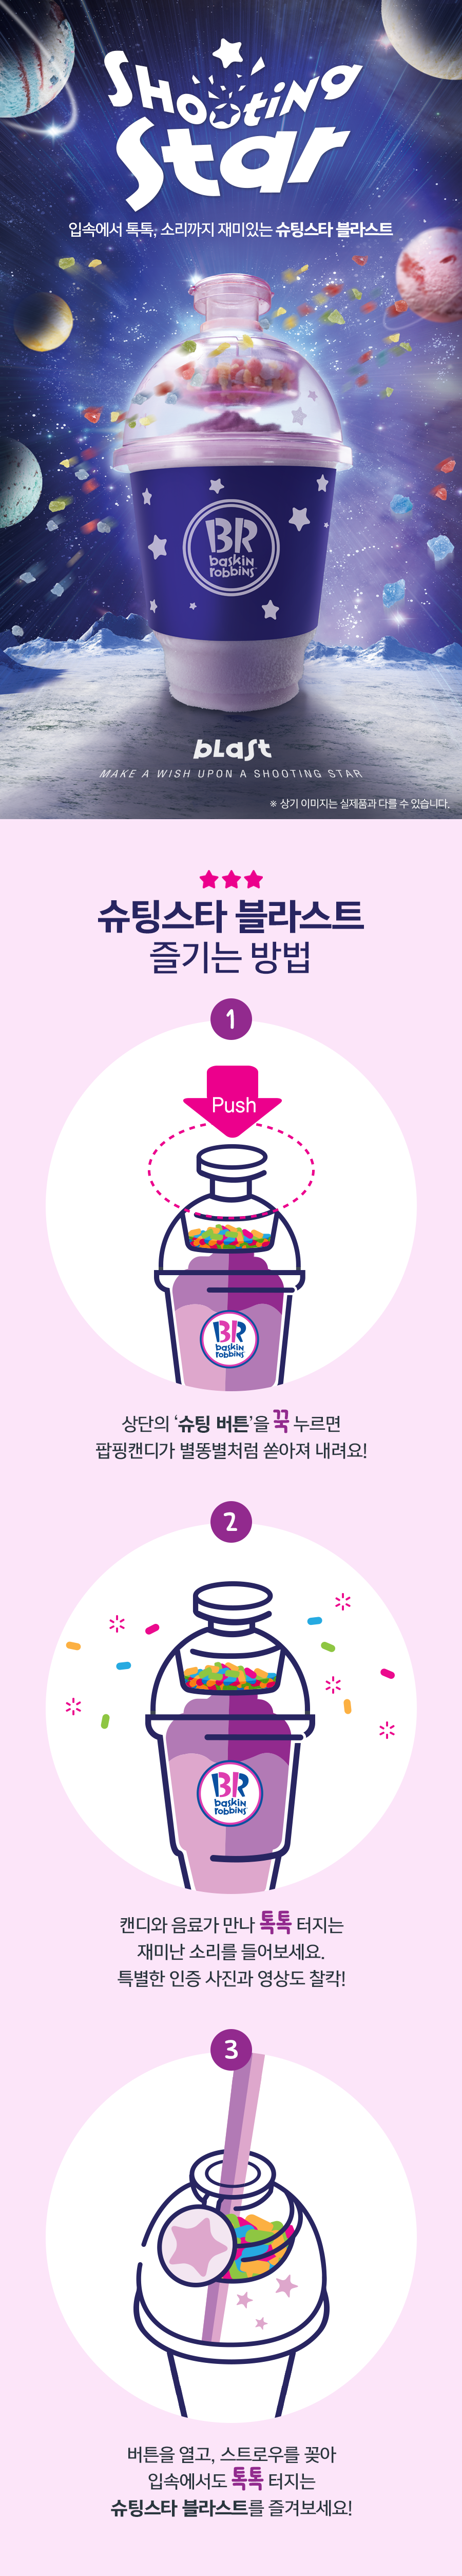 SHOOTING
Star
입속에서 톡톡, 소리까지 재미있는 슈팅스타 블라스트
BR
baskin
robbins
blast
MAKE A WISH UPON A SHOOTING STAR
※ 상기 이미지는 실제품과 다를 수 있습니다.
슈팅스타 블라스트
즐기는 방법
1
Push
BR
baskin
robbins
상단의 ‘슈팅 버튼’을 꾹 누르면
팝핑캔디가 별똥별처럼 쏟아져 내려요!
2
BR
baskin
robbins
캔디와 음료가 만나 톡톡 터지는
재미난 소리를 들어보세요.
특별한 인증 사진과 영상도 찰칵!
3
버튼을 열고, 스트로우를 꽂아
입속에서도 톡톡 터지는
슈팅스타 블라스트를 즐겨보세요!